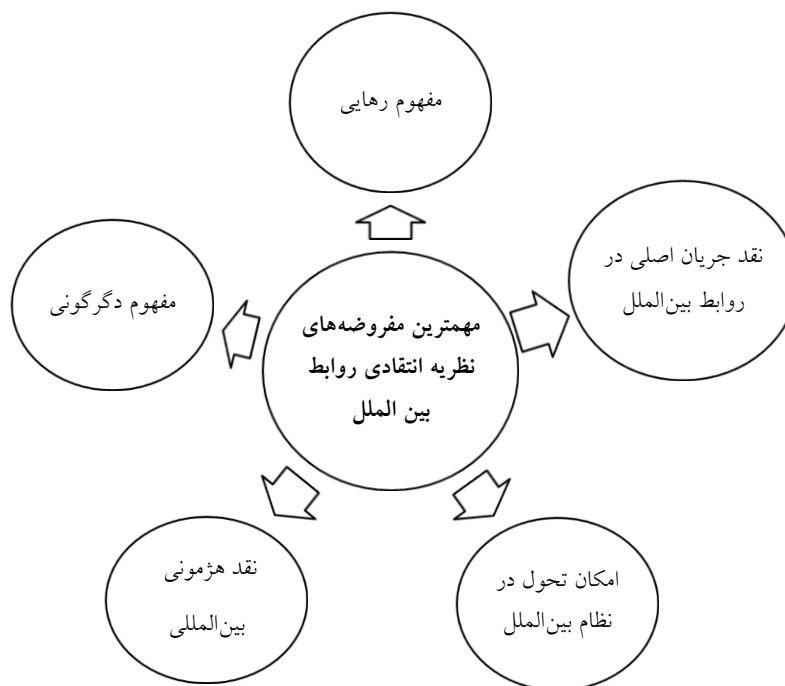 مفهوم رهایی
نقد جریان اصلی در
روابط بین‌الملل
مفهوم دگرگونی
مهمترین مفروضه‌های
نظریه انتقادی روابط
بین الملل
نقد هژمونی
بین‌المللی
امکان تحول در
نظام بین‌الملل